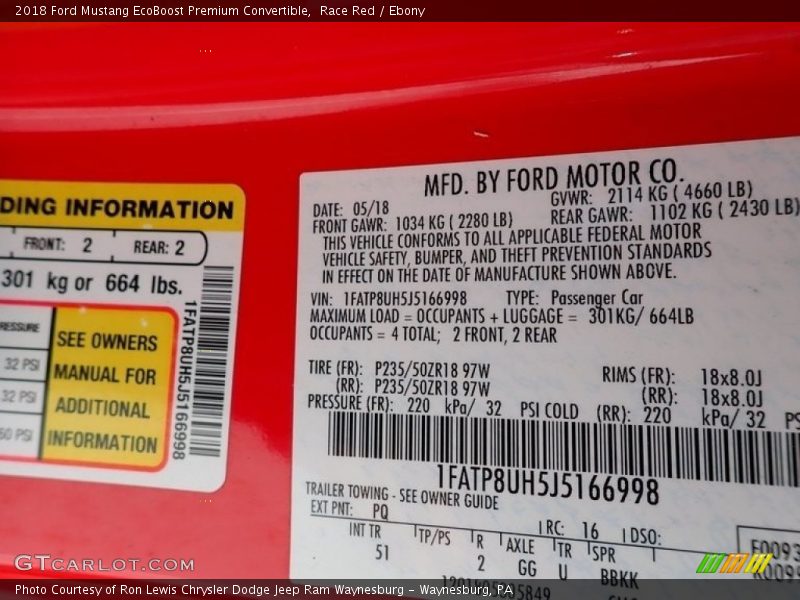 2018 Ford Mustang EcoBoost Premium Convertible, Race Red / Ebony
DING INFORMATION
FRONT: 2 REAR: 2
301 kg or 664 lbs.
RESSURE
32 PSI
32 PSI
60 PSI
SEE OWNERS
MANUAL FOR
ADDITIONAL
INFORMATION
1FATP8UH5J5166998
MFD. BY FORD MOTOR CO.
DATE: 05/18 GVWR: 2114 KG ( 4660 LB)
FRONT GAWR: 1034 KG ( 2280 LB) REAR GAWR: 1102 KG ( 2430 LB)
THIS VEHICLE CONFORMS TO ALL APPLICABLE FEDERAL MOTOR
VEHICLE SAFETY, BUMPER, AND THEFT PREVENTION STANDARDS
IN EFFECT ON THE DATE OF MANUFACTURE SHOWN ABOVE.
VIN: 1FATP8UH5J5166998 TYPE: Passenger Car
MAXIMUM LOAD = OCCUPANTS + LUGGAGE = 301KG/ 664LB
OCCUPANTS = 4 TOTAL; 2 FRONT, 2 REAR
TIRE (FR): P235/50ZR18 97W RIMS (FR): 18x8.0J
(RR): P235/50ZR18 97W (RR): 18x8.0J
PRESSURE (FR): 220 kPa/ 32 PSI COLD (RR): 220 kPa/ 32 PS
1FATP8UH5J5166998
TRAILER TOWING - SEE OWNER GUIDE
EXT PNT: PQ RC: 16 DSO:
INT TR TP/PS R AXLE TR SPR
51 2 GG U BBKK
GTCARLOT.COM
Photo Courtesy of Ron Lewis Chrysler Dodge Jeep Ram Waynesburg - Waynesburg, PA